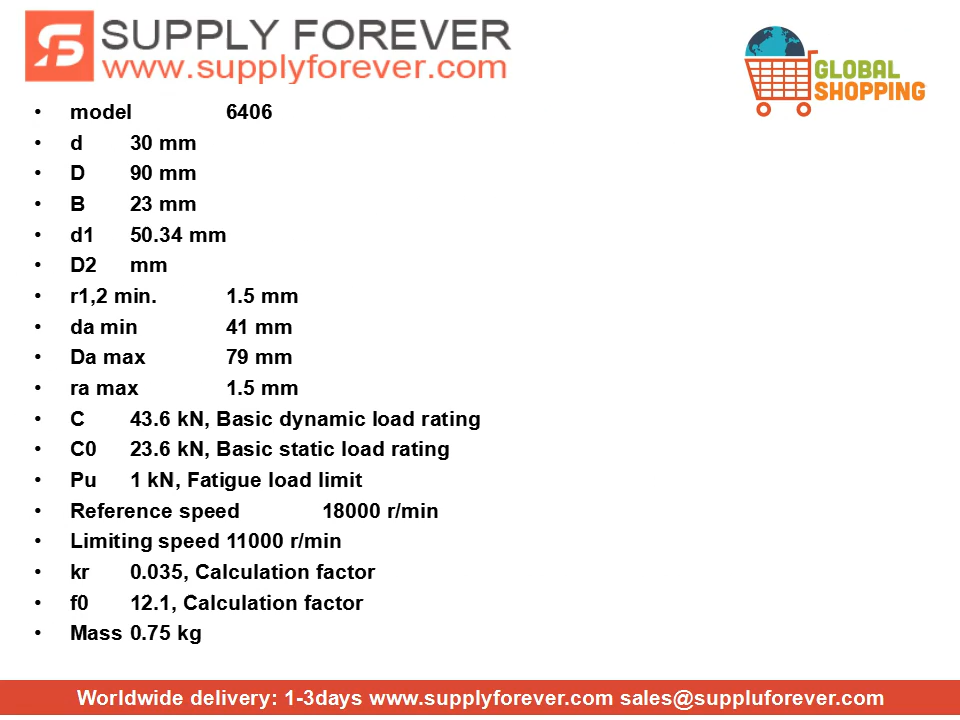 SUPPLY FOREVER
www.supplyforever.com
GLOBAL
SHOPPING
• model 6406
• d 30 mm
• D 90 mm
• B 23 mm
• d1 50.34 mm
• D2 mm
• r1,2 min. 1.5 mm
• da min 41 mm
• Da max 79 mm
• ra max 1.5 mm
• C 43.6 kN, Basic dynamic load rating
• C0 23.6 kN, Basic static load rating
• Pu 1 kN, Fatigue load limit
• Reference speed 18000 r/min
• Limiting speed 11000 r/min
• kr 0.035, Calculation factor
• f0 12.1, Calculation factor
• Mass 0.75 kg
Worldwide delivery: 1-3days www.supplyforever.com sales@suppluforever.com